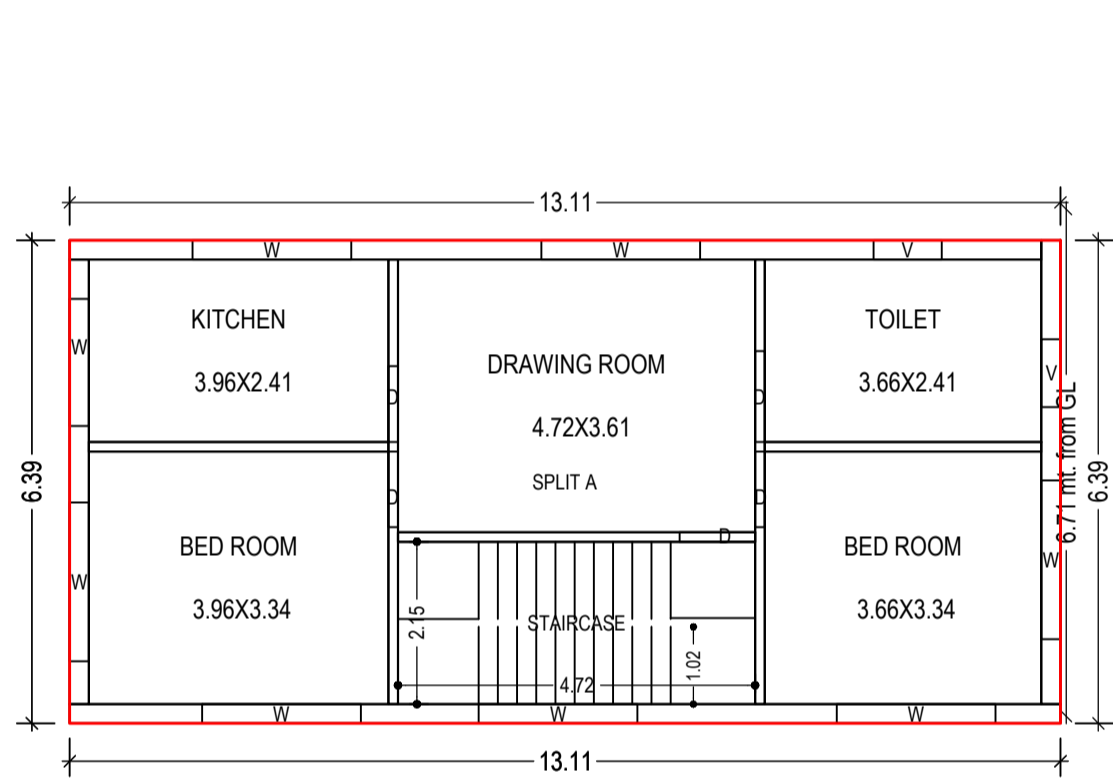 13.11
W
W
V
KITCHEN
3.96X2.41
W
DRAWING ROOM
4.72X3.61
SPLIT A
TOILET
3.66X2.41
D
D
V
6.71 mt. from GL
6.39
6.39
D
D
D
BED ROOM
3.96X3.34
W
STAIRCASE
2.15
4.72
1.02
BED ROOM
3.66X3.34
W
W
W
W
13.11